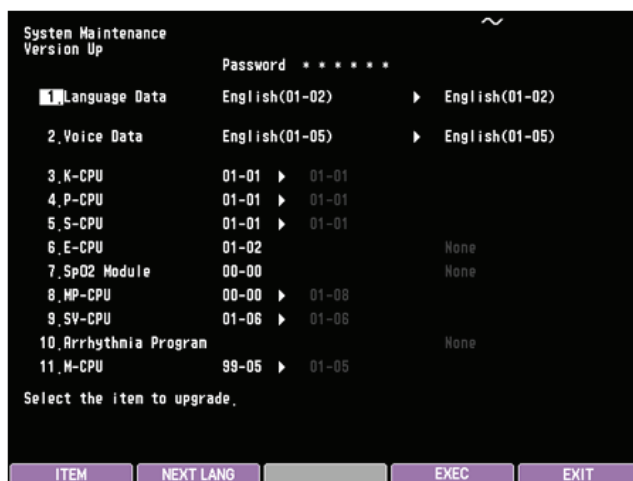 System Maintenance
Version Up
Password * * * * * *
1.Language Data English(01-02) ▶ English(01-02)
2.Voice Data English(01-05) ▶ English(01-05)
3.K-CPU 01-01 ▶ 01-01
4.P-CPU 01-01 ▶ 01-01
5.S-CPU 01-01 ▶ 01-01
6.E-CPU 01-02 None
7.SpO2 Module 00-00 None
8.MP-CPU 00-00 ▶ 01-08
9.SV-CPU 01-06 ▶ 01-06
10.Arrhythmia Program None
11.M-CPU 99-05 ▶ 01-05
Select the item to upgrade.
ITEM NEXT LANG EXEC EXIT